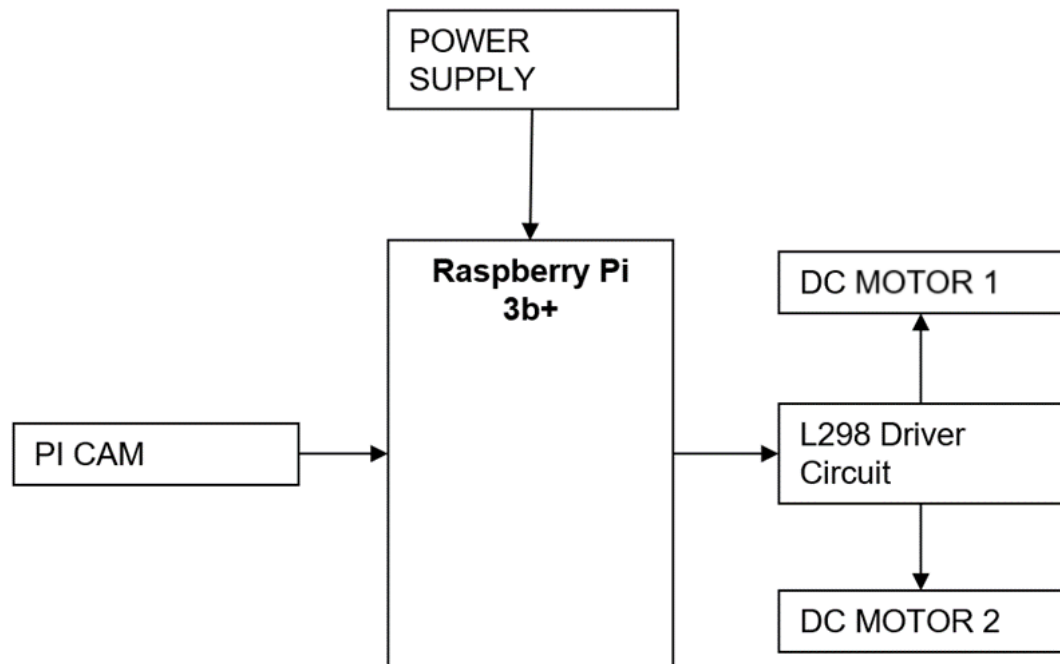 POWER
SUPPLY
Raspberry Pi
3b+
DC MOTOR 1
PI CAM
L298 Driver
Circuit
DC MOTOR 2